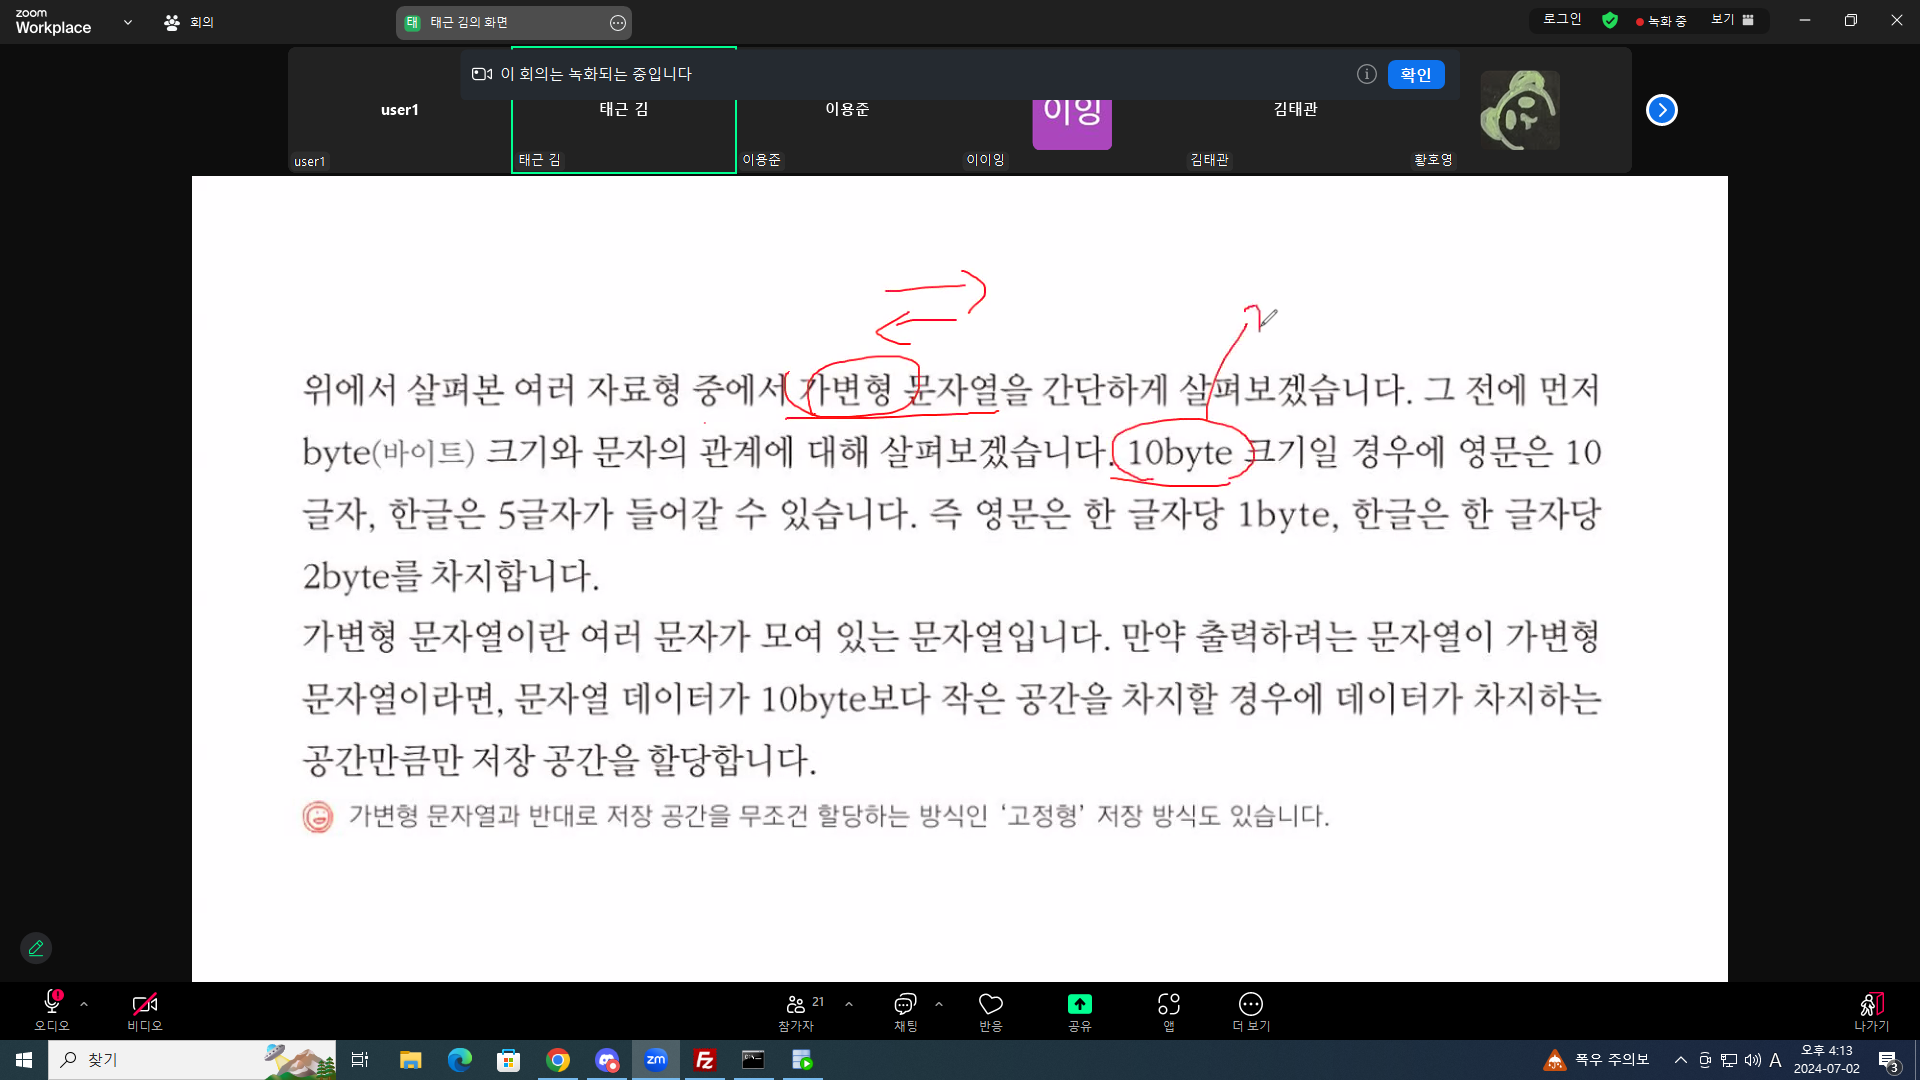 zoom
Workplace
회의
태 태근 김의 화면
로그인
녹화 중
보기
이 회의는 녹화되는 중입니다
확인
user1
태근 김
이용준
이잉
김태관
user1
태근 김
이용준
이이잉
김태관
황호영
위에서 살펴본 여러 자료형 중에서 가변형 문자열을 간단하게 살펴보겠습니다. 그 전에 먼저
byte(바이트) 크기와 문자의 관계에 대해 살펴보겠습니다. 10byte 크기일 경우에 영문은 10
글자, 한글은 5글자가 들어갈 수 있습니다. 즉 영문은 한 글자당 1byte, 한글은 한 글자당
2byte를 차지합니다.
가변형 문자열이란 여러 문자가 모여 있는 문자열입니다. 만약 출력하려는 문자열이 가변형
문자열이라면, 문자열 데이터가 10byte보다 작은 공간을 차지할 경우에 데이터가 차지하는
공간만큼만 저장 공간을 할당합니다.
가변형 문자열과 반대로 저장 공간을 무조건 할당하는 방식인 ‘고정형’ 저장 방식도 있습니다.
오디오
비디오
참가자
21
채팅
반응
공유
앱
더 보기
나가기
찾기
zm
폭우 주의보
A
오후 4:13
2024-07-02
3